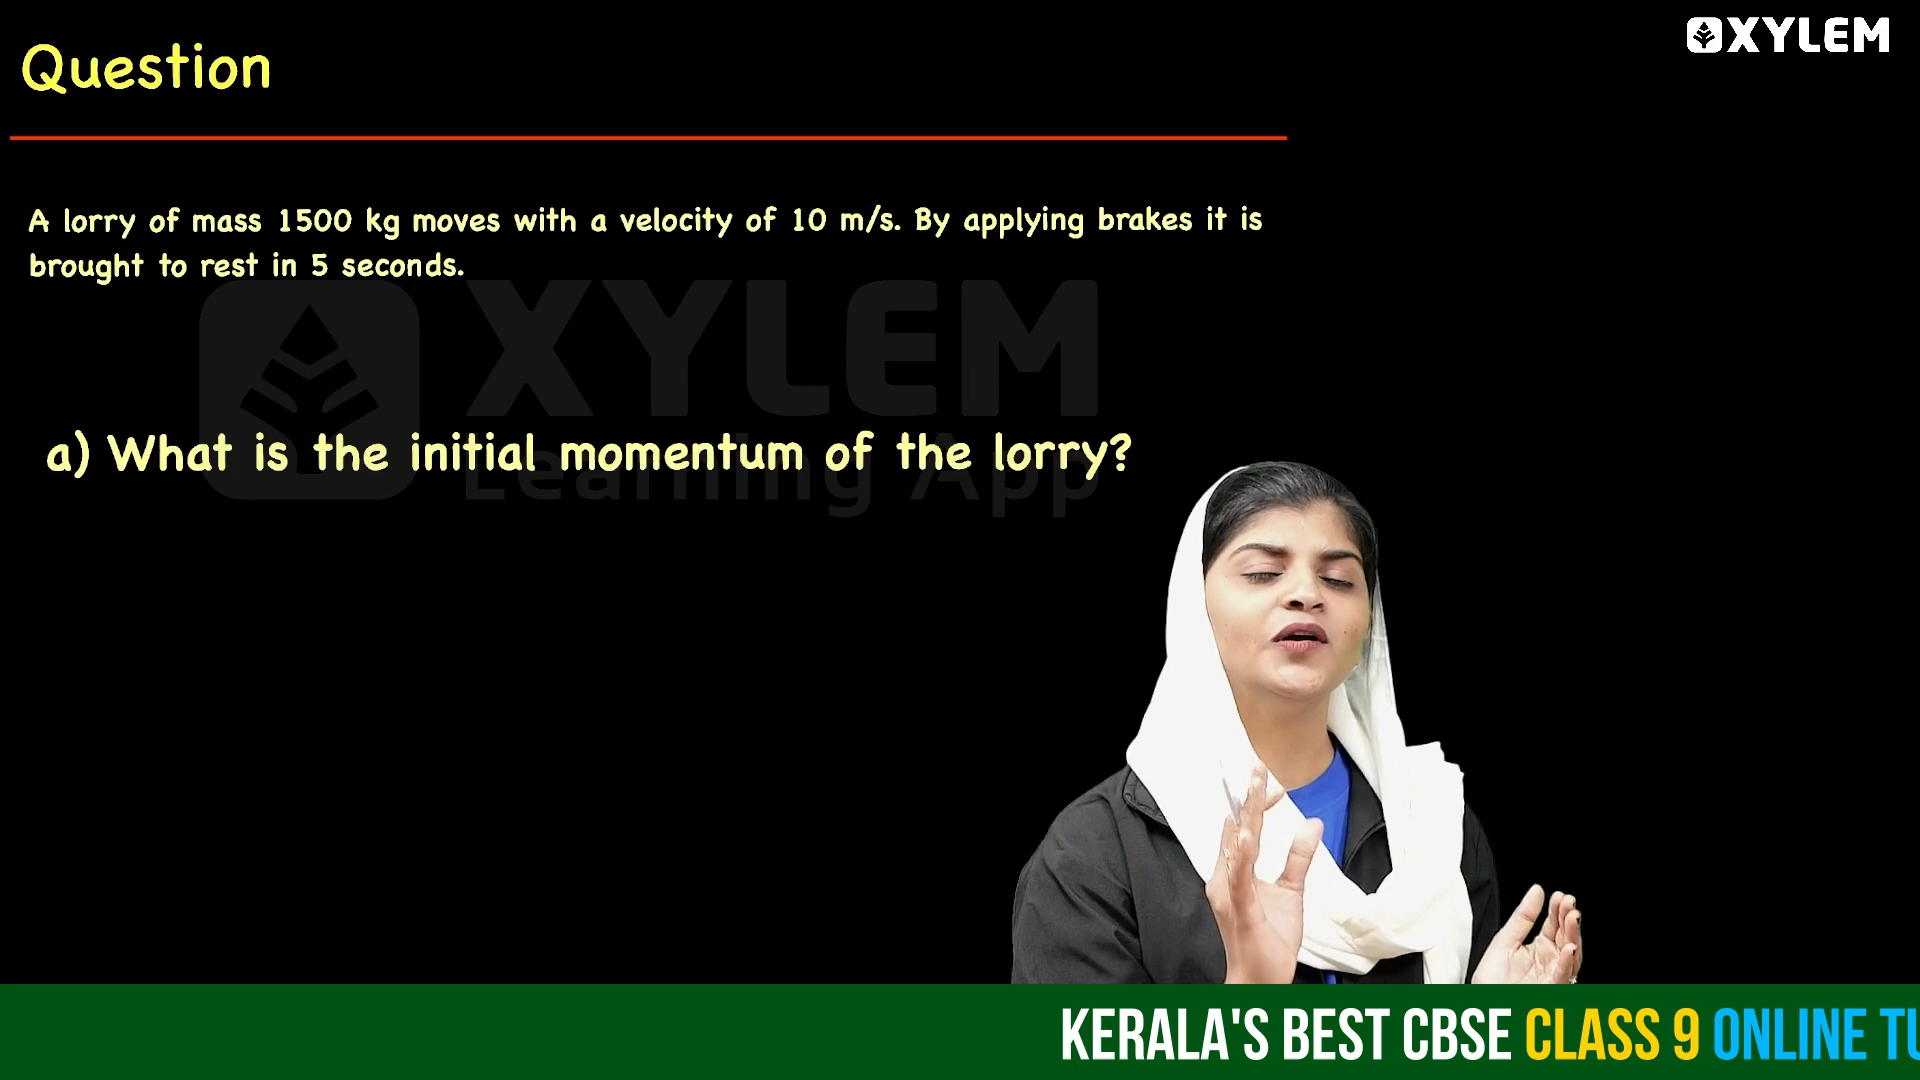 XYLEM
Question
A lorry of mass 1500 kg moves with a velocity of 10 m/s. By applying brakes it is
brought to rest in 5 seconds.
XYLEM
Learning App
a) What is the initial momentum of the lorry?
KERALA'S BEST CBSE CLASS 9 ONLINE TU